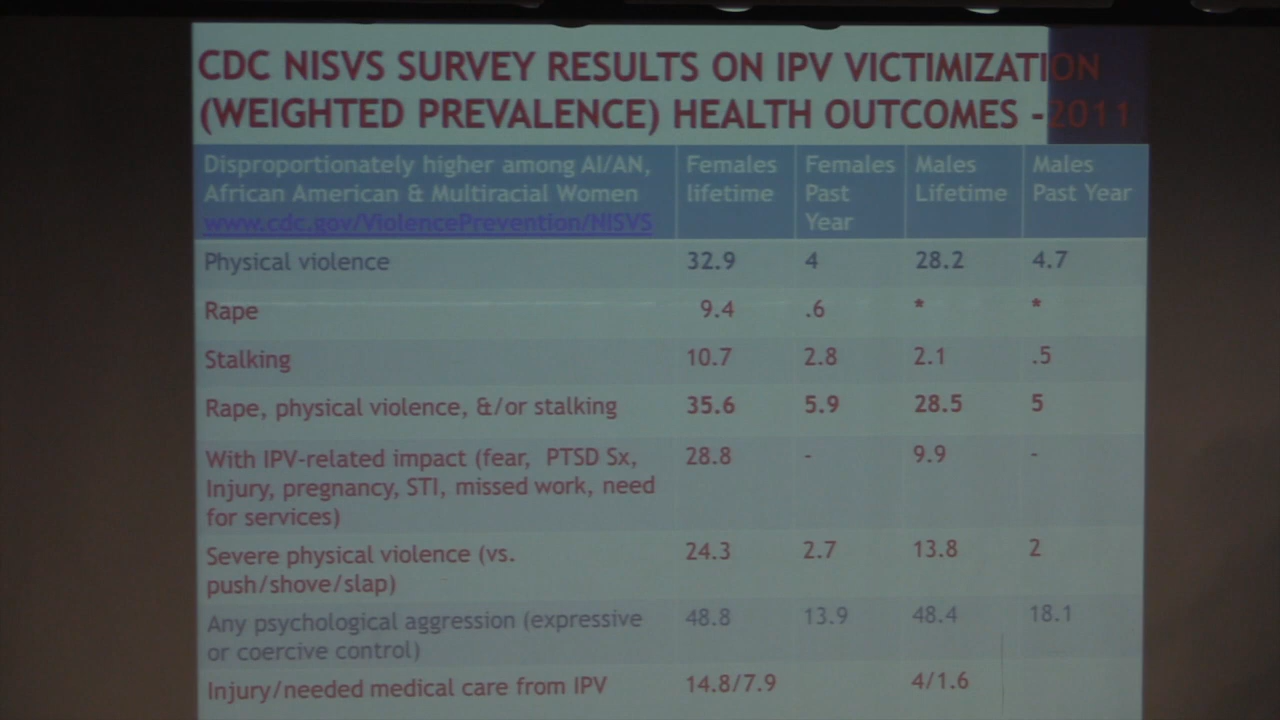 CDC NISVS SURVEY RESULTS ON IPV VICTIMIZATION
(WEIGHTED PREVALENCE) HEALTH OUTCOMES -2011
Disproportionately higher among AI/AN,
African American & Multiracial Women
www.cdc.gov/ViolencePrevention/NISVS
Females
lifetime
Females
Past
Year
Males
Lifetime
Males
Past Year
Physical violence 32.9 4 28.2 4.7
Rape 9.4 .6 * *
Stalking 10.7 2.8 2.1 .5
Rape, physical violence, &/or stalking 35.6 5.9 28.5 5
With IPV-related impact (fear, PTSD Sx, 28.8 - 9.9 -
Injury, pregnancy, STI, missed work, need
for services)
Severe physical violence (vs. 24.3 2.7 13.8 2
push/shove/slap)
Any psychological aggression (expressive 48.8 13.9 48.4 18.1
or coercive control)
Injury/needed medical care from IPV 14.8/7.9 4/1.6